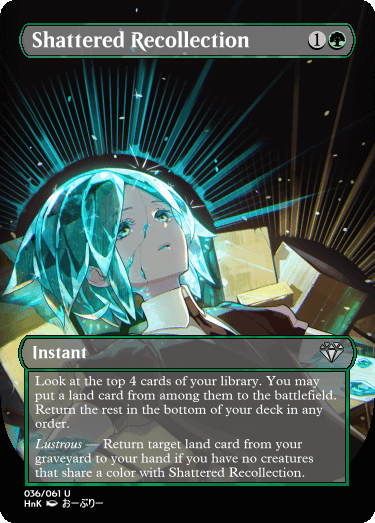 Shattered Recollection 1
Instant
Look at the top 4 cards of your library. You may
put a land card from among them to the battlefield.
Return the rest in the bottom of your deck in any
order.
Lustrous — Return target land card from your
graveyard to your hand if you have no creatures
that share a color with Shattered Recollection.
036/061 U
HnK おーぶりー